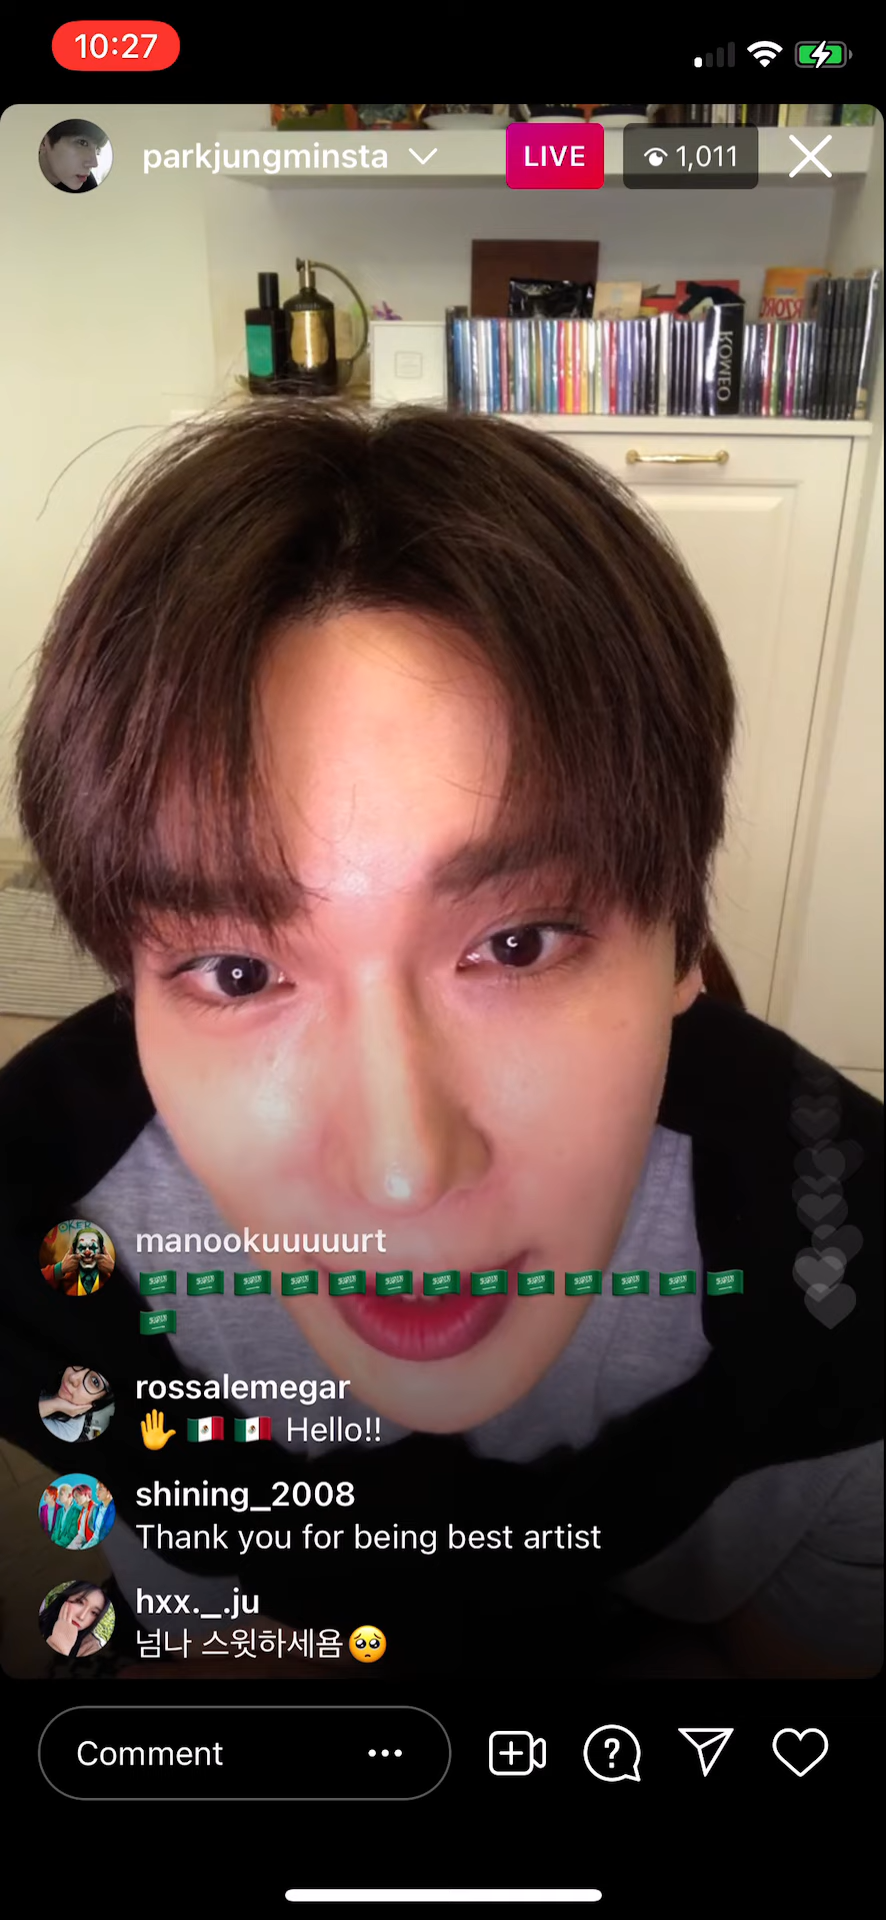 10:27
parkjungminsta
LIVE
1,011
ROMEO
manookuuuuurt
🇸🇦🇸🇦🇸🇦🇸🇦🇸🇦🇸🇦🇸🇦🇸🇦🇸🇦🇸🇦🇸🇦🇸🇦🇸🇦
🇸🇦
rossalemegar
✋🇲🇽🇲🇽 Hello!!
shining_2008
Thank you for being best artist
hxx._.ju
넘나 스윗하세욤🥺
Comment